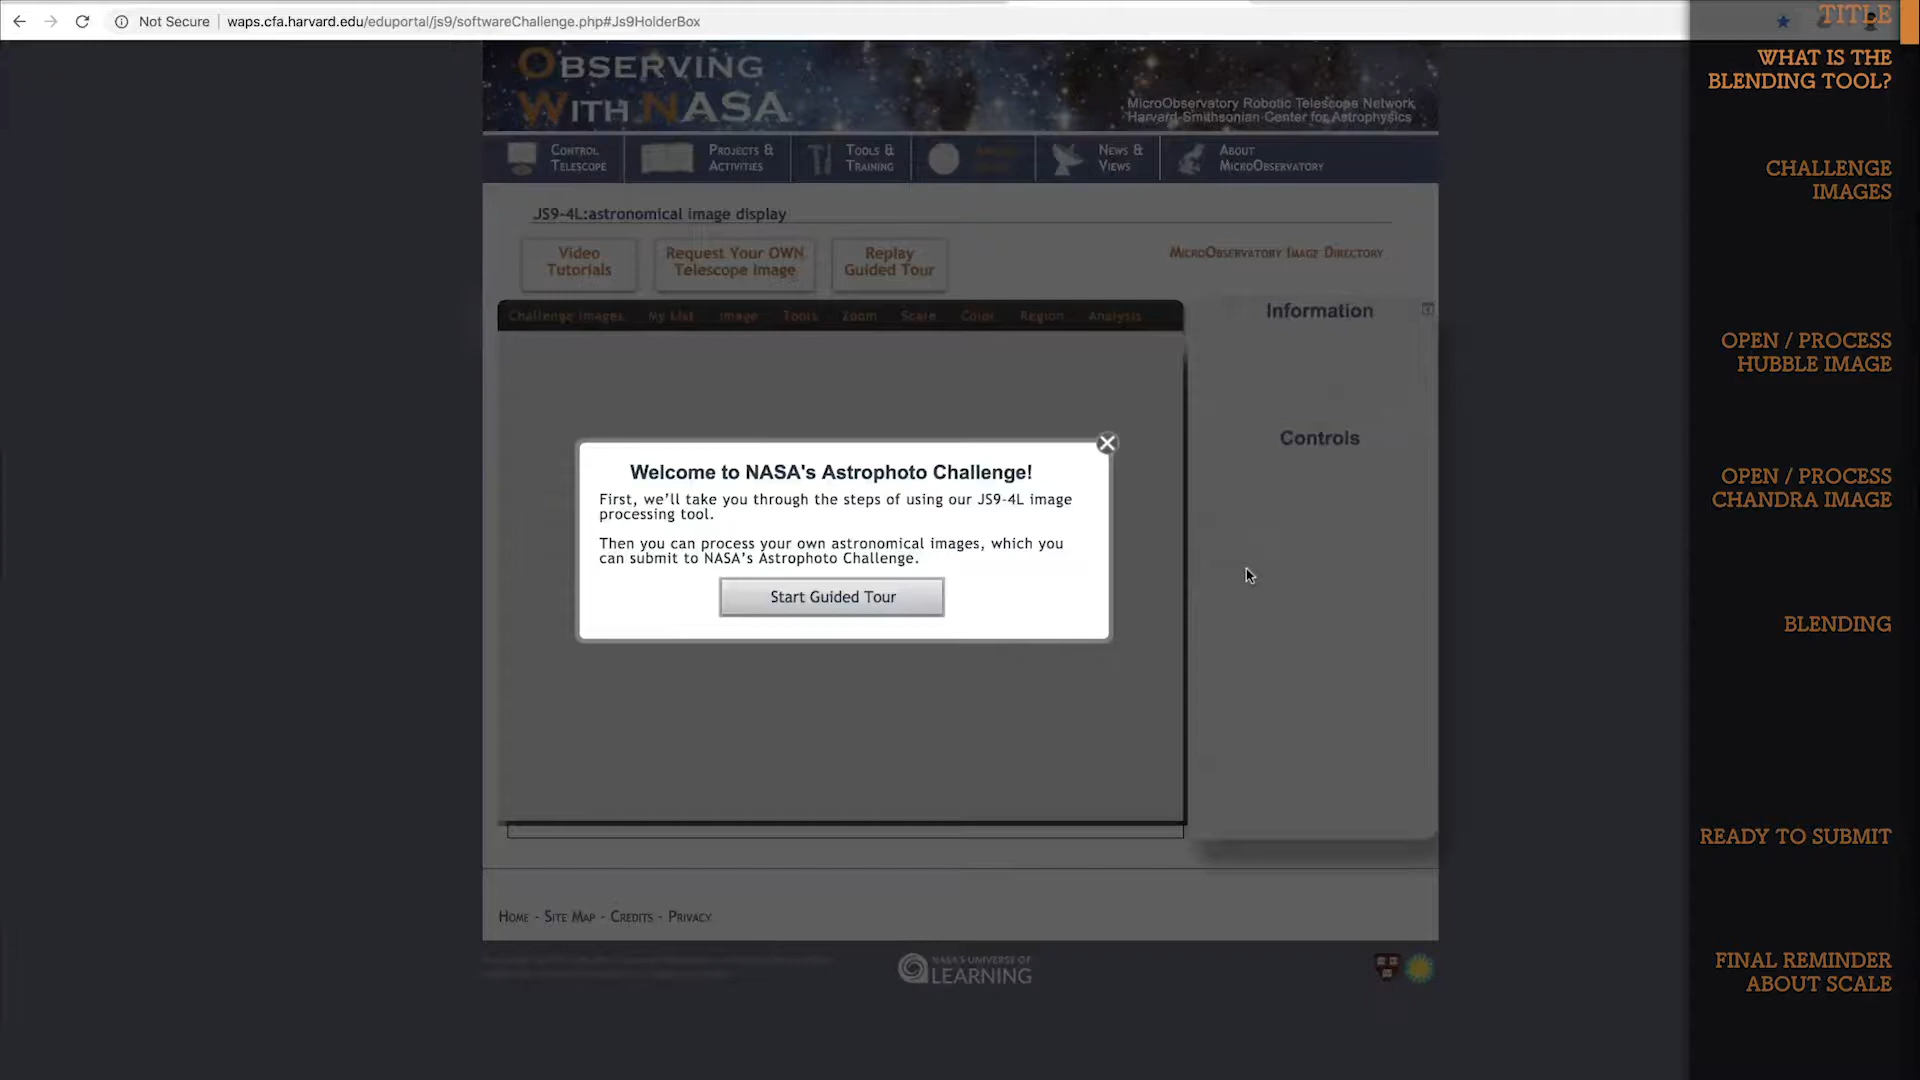 Not Secure
waps.cfa.harvard.edu/eduportal/js9/softwareChallenge.php#Js9HolderBox
OBSERVING
WITH NASA
MicroObservatory Robotic Telescope Network
Harvard-Smithsonian Center for Astrophysics
CONTROL
TELESCOPE
PROJECTS &
ACTIVITIES
TOOLS &
TRAINING
NEWS &
VIEWS
ABOUT
MICROOBSERVATORY
JS9-4L:astronomical image display
Video
Tutorials
Request Your OWN
Telescope Image
Replay
Guided Tour
MICROOBSERVATORY IMAGE DIRECTORY
Challenge Images
My List
Image
Tools
Zoom
Scale
Color
Region
Analysis
Information
Controls
Welcome to NASA's Astrophoto Challenge!
First, we'll take you through the steps of using our JS9-4L image
processing tool.
Then you can process your own astronomical images, which you
can submit to NASA's Astrophoto Challenge.
Start Guided Tour
HOME - SITE MAP - CREDITS - PRIVACY
NASA'S UNIVERSE OF
LEARNING
TITLE
WHAT IS THE
BLENDING TOOL?
CHALLENGE
IMAGES
OPEN / PROCESS
HUBBLE IMAGE
OPEN / PROCESS
CHANDRA IMAGE
BLENDING
READY TO SUBMIT
FINAL REMINDER
ABOUT SCALE